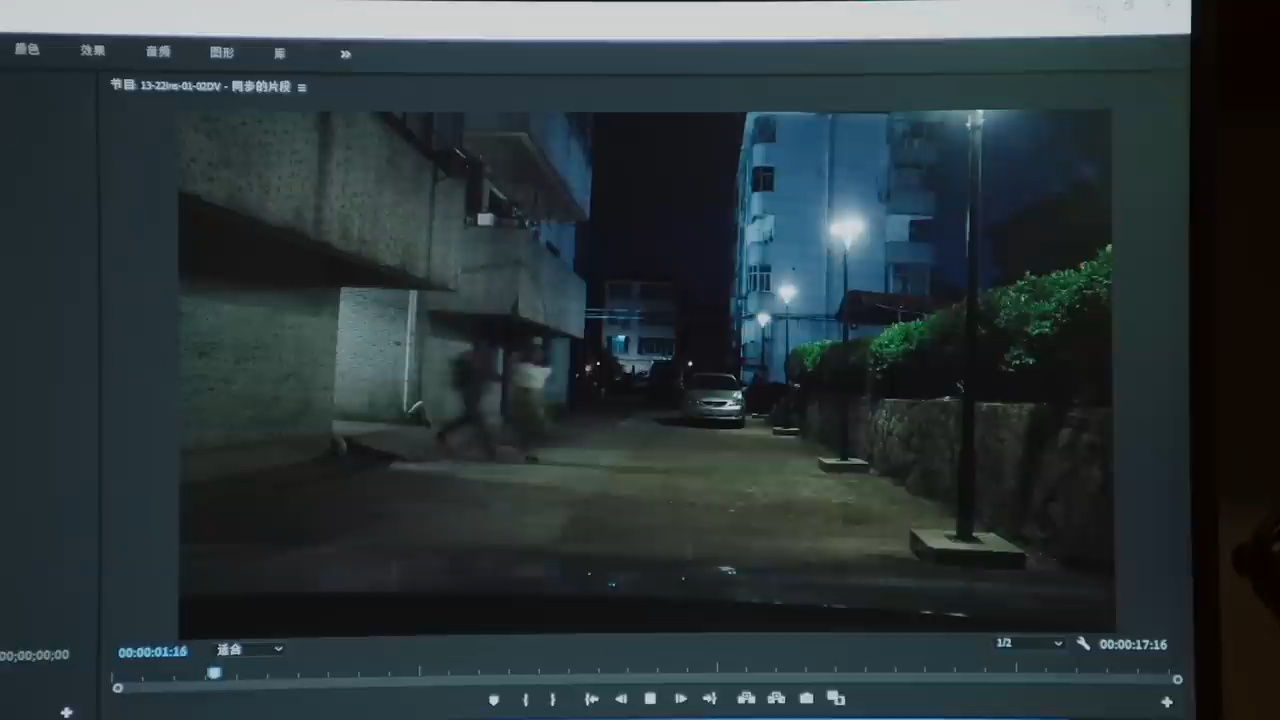 颜色 效果 音频 图形 库 »
节目: 13-22ins-01-02DV - 同步的片段 ≡
00;00;00;00 00:00:01:16 适合 1/2 00:00:17:16